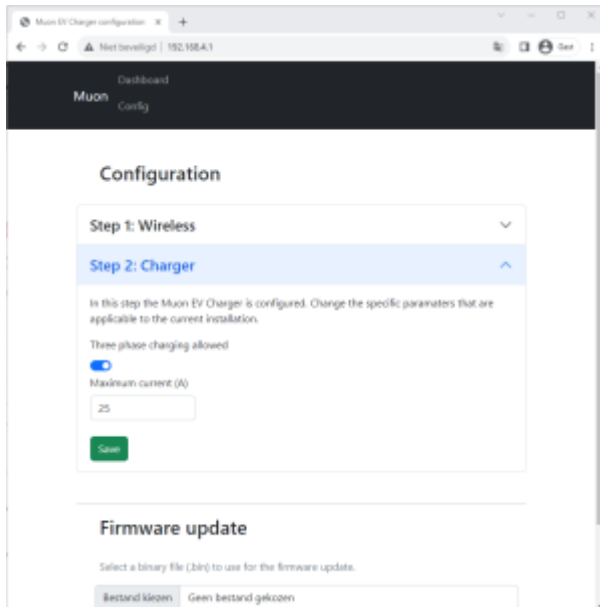 Muon EV Charger configuration
Niet beveiligd | 192.168.4.1
Gast
Dashboard
Muon
Config
Configuration
Step 1: Wireless
Step 2: Charger
In this step the Muon EV Charger is configured. Change the specific paramaters that are
applicable to the current installation.
Three phase charging allowed
Maximum current (A)
25
Save
Firmware update
Select a binary file (.bin) to use for the firmware update.
Bestand kiezen Geen bestand gekozen